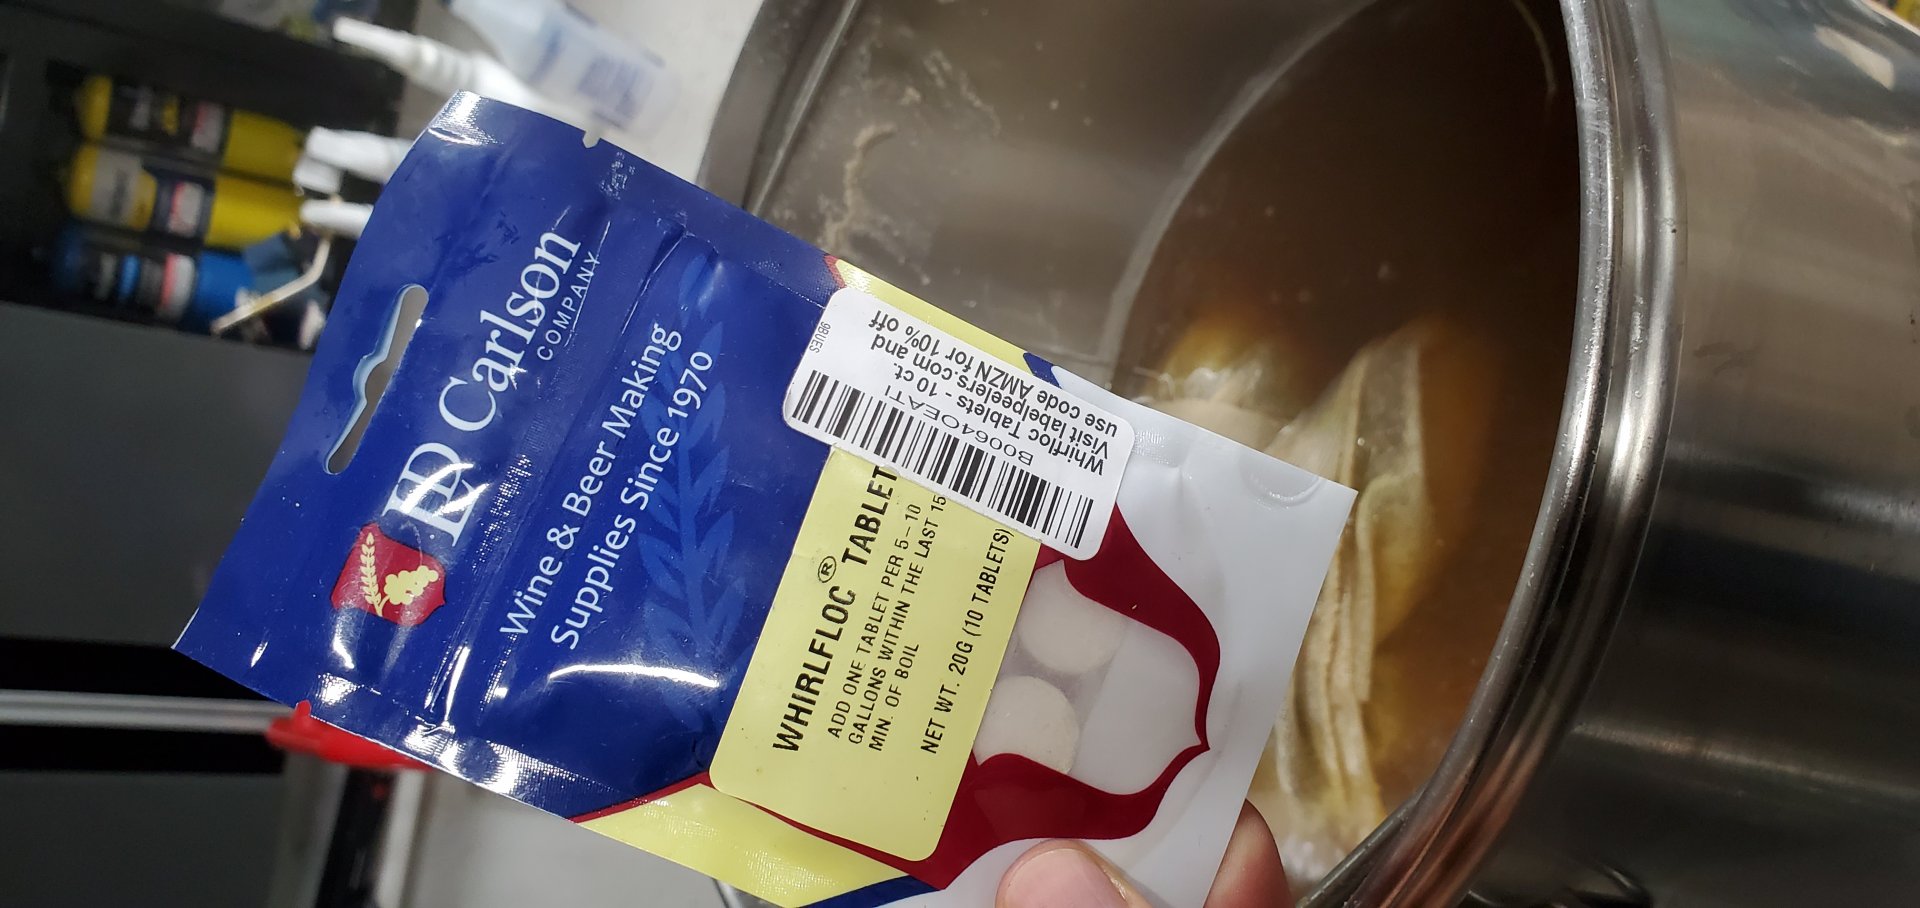 LD Carlson
COMPANY
Wine & Beer Making
Supplies Since 1970
WHIRLFLOC® TABLET
ADD ONE TABLET PER 5-10
GALLONS WITHIN THE LAST 15
MIN. OF BOIL
NET WT. 20G (10 TABLETS)
B0064OEATI
Whirlfloc Tablets - 10 ct.
Visit labelpeelers.com and
use code AMZN for 10% off
9BUES